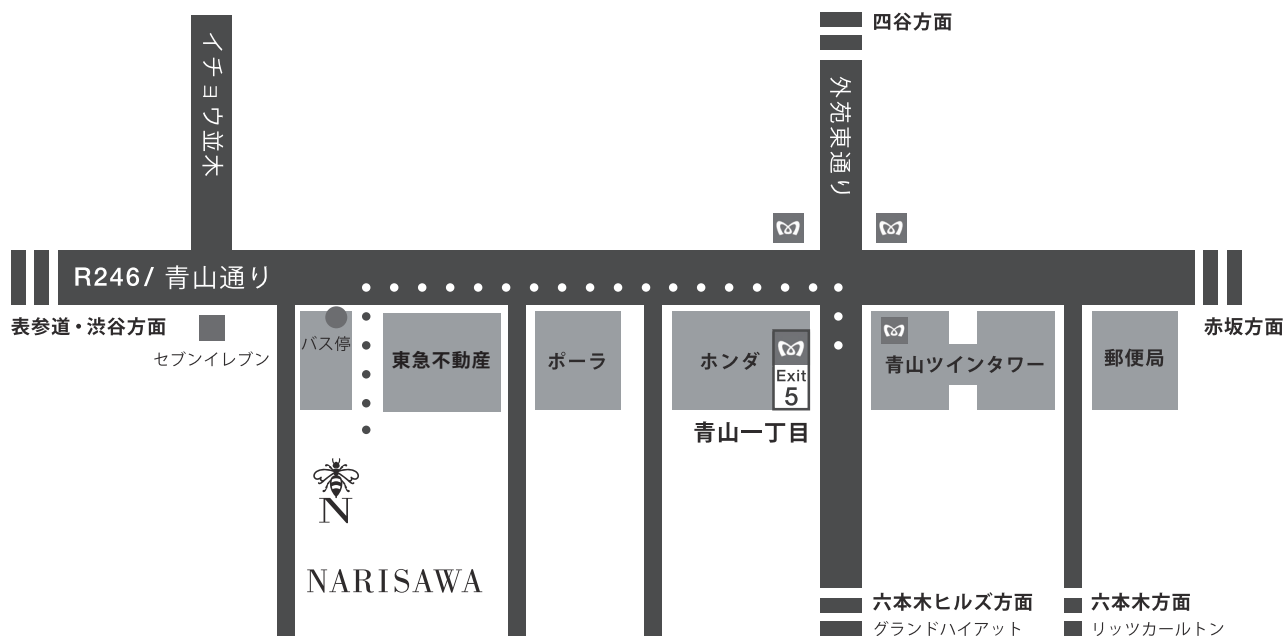 四谷方面
イチョウ並木
外苑東通り
R246/ 青山通り
表参道・渋谷方面
赤坂方面
セブンイレブン
バス停
東急不動産
ポーラ
ホンダ
Exit
5
青山ツインタワー
郵便局
青山一丁目
N
NARISAWA
六本木ヒルズ方面
グランドハイアット
六本木方面
リッツカールトン